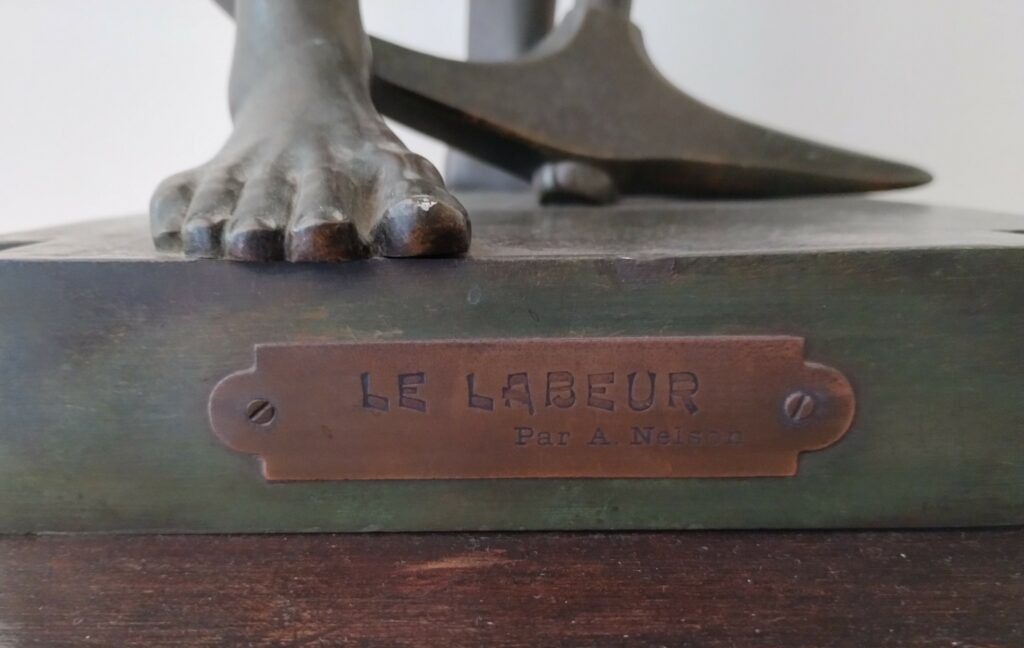 LE LABEUR
Par A. Nelson